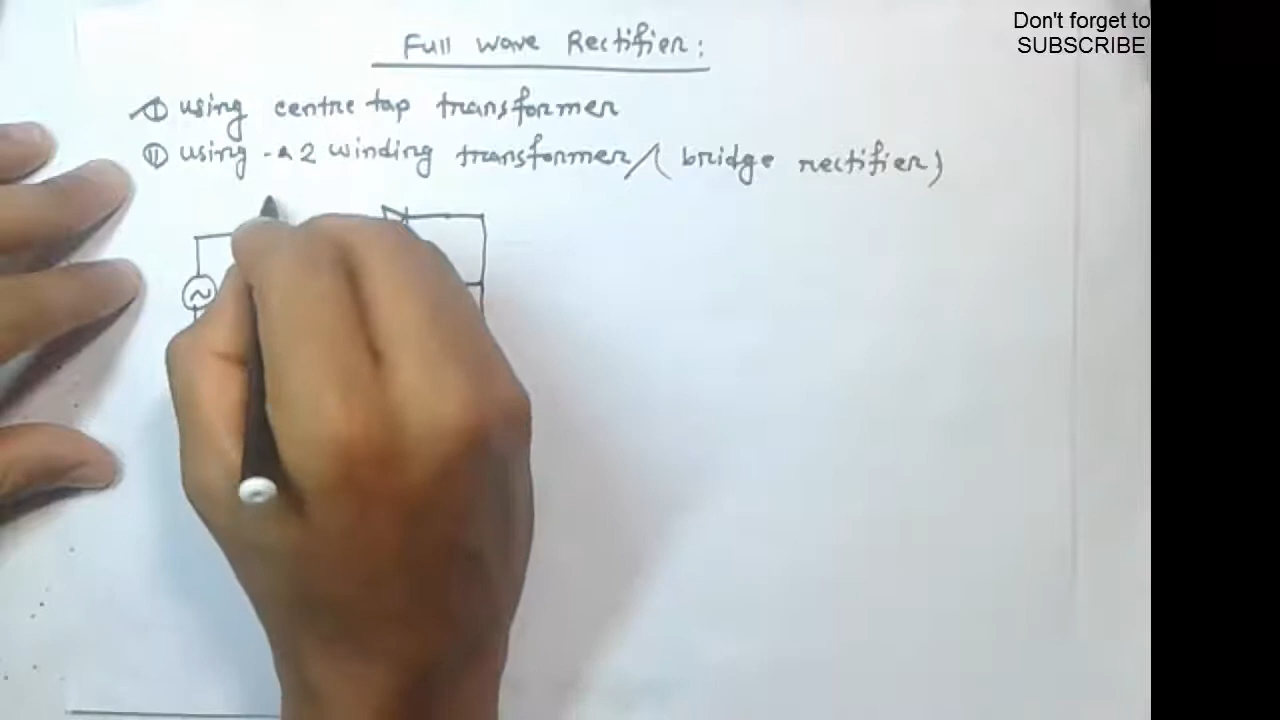 Don't forget to
SUBSCRIBE
Full Wave Rectifier:
① using centre tap transformer
② using a 2 winding transformer/(bridge rectifier)